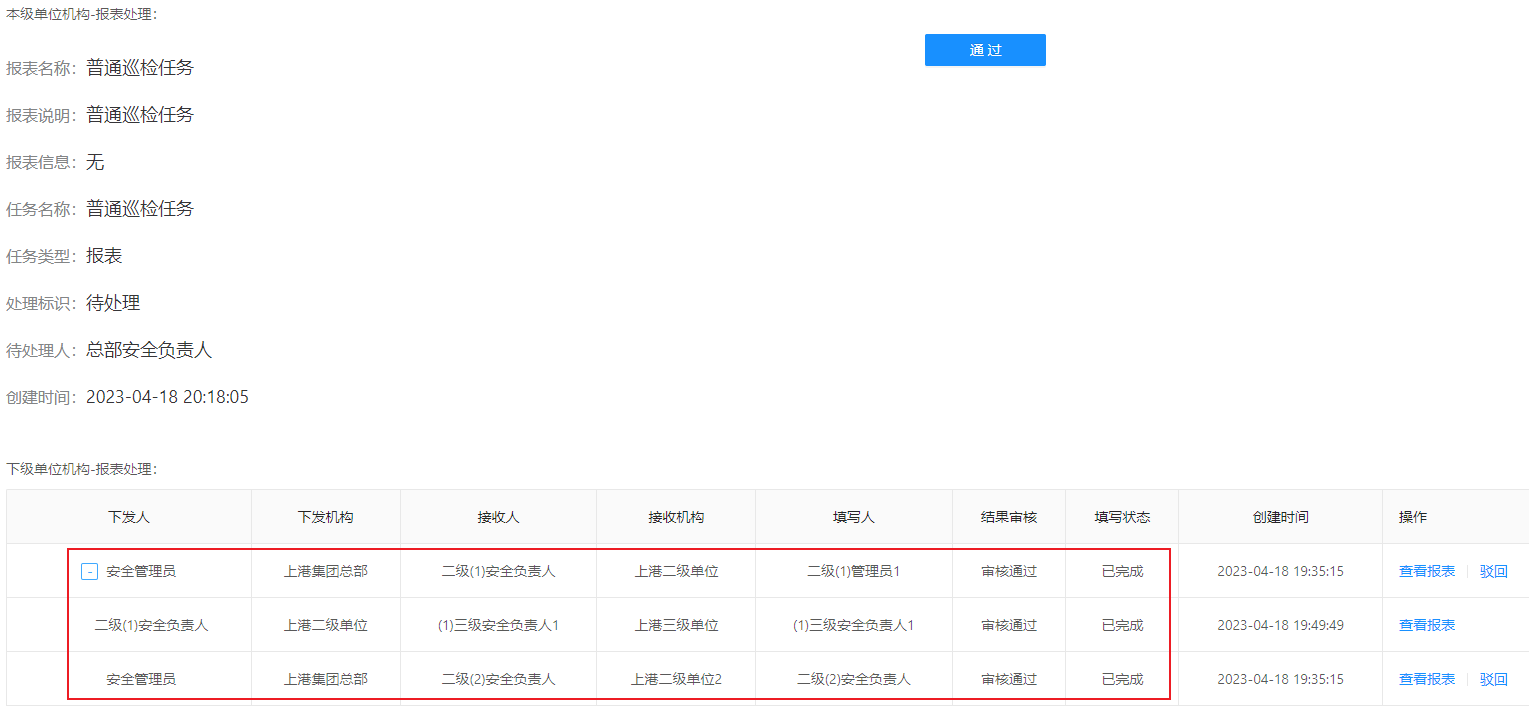 本级单位机构-报表处理：
通 过
报表名称： 普通巡检任务
报表说明： 普通巡检任务
报表信息： 无
任务名称： 普通巡检任务
任务类型： 报表
处理标识： 待处理
待处理人： 总部安全负责人
创建时间： 2023-04-18 20:18:05
下级单位机构-报表处理：
下发人 下发机构 接收人 接收机构 填写人 结果审核 填写状态 创建时间 操作
- 安全管理员 上港集团总部 二级(1)安全负责人 上港二级单位 二级(1)管理员1 审核通过 已完成 2023-04-18 19:35:15 查看报表 驳回
二级(1)安全负责人 上港二级单位 (1)三级安全负责人1 上港三级单位 (1)三级安全负责人1 审核通过 已完成 2023-04-18 19:49:49 查看报表
安全管理员 上港集团总部 二级(2)安全负责人 上港二级单位2 二级(2)安全负责人 审核通过 已完成 2023-04-18 19:35:15 查看报表 驳回